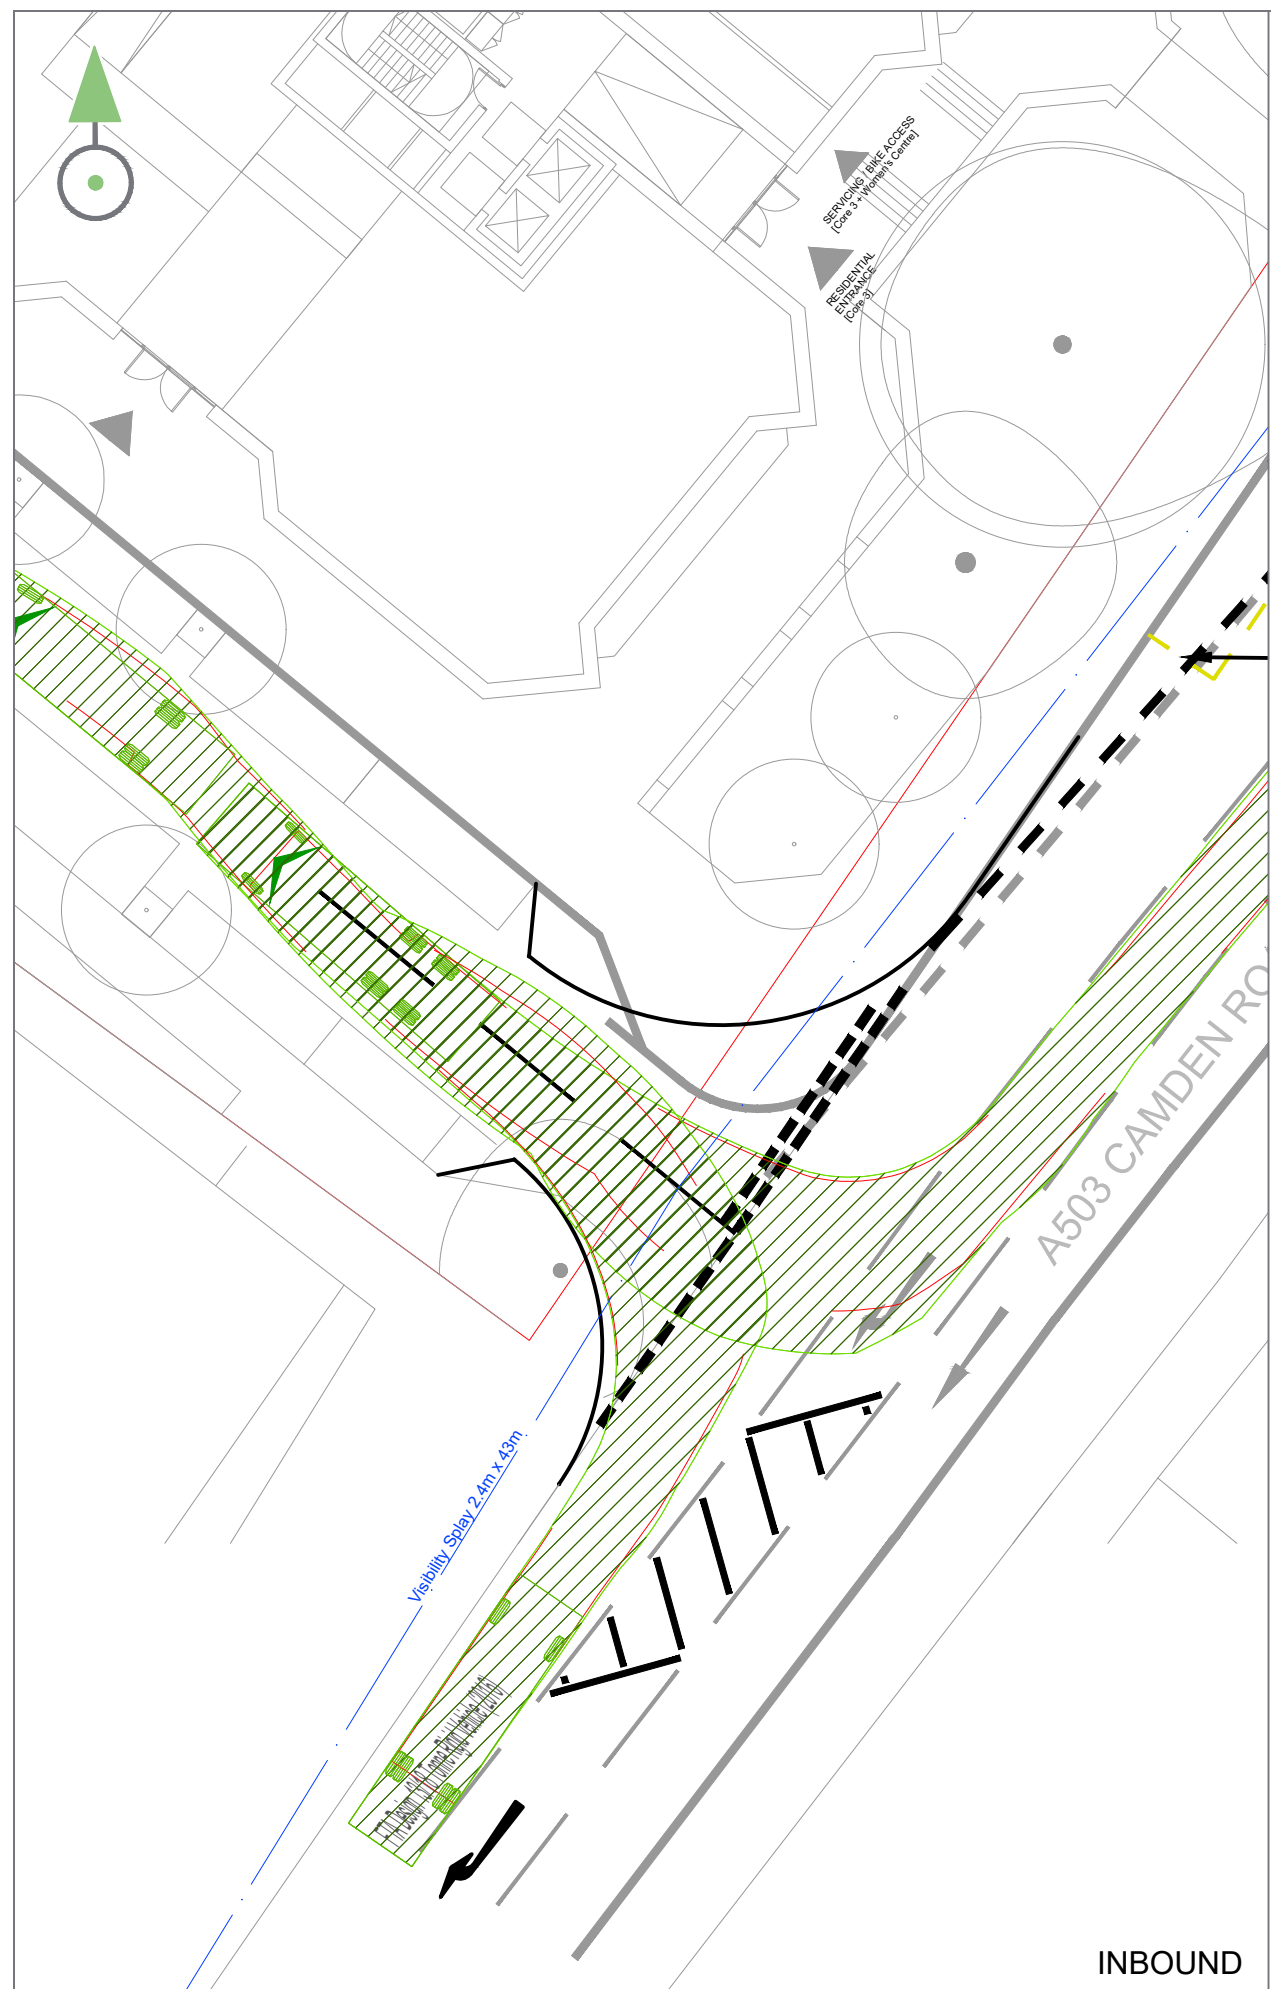 SERVICING / BIKE ACCESS
[Core 3 + Women's Centre]
RESIDENTIAL
ENTRANCE
[Core 3]
A503 CAMDEN RO
Visibility Splay 2.4m x 43m
INBOUND